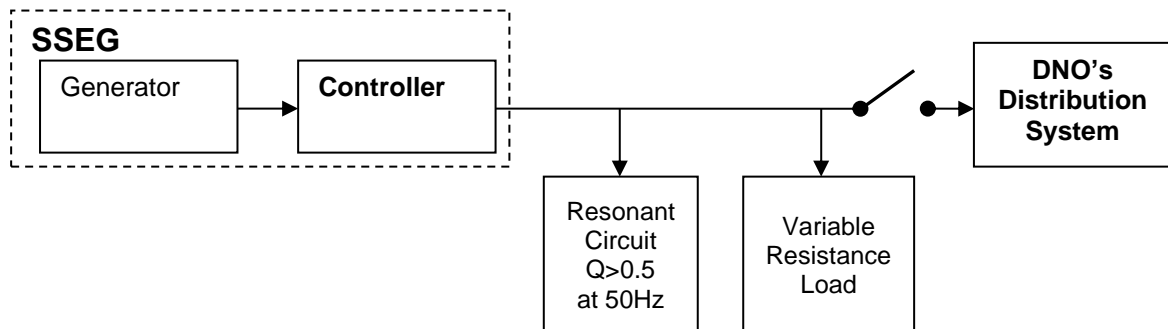 SSEG
Generator
Controller
DNO's
Distribution
System
Resonant
Circuit
Q>0.5
at 50Hz
Variable
Resistance
Load